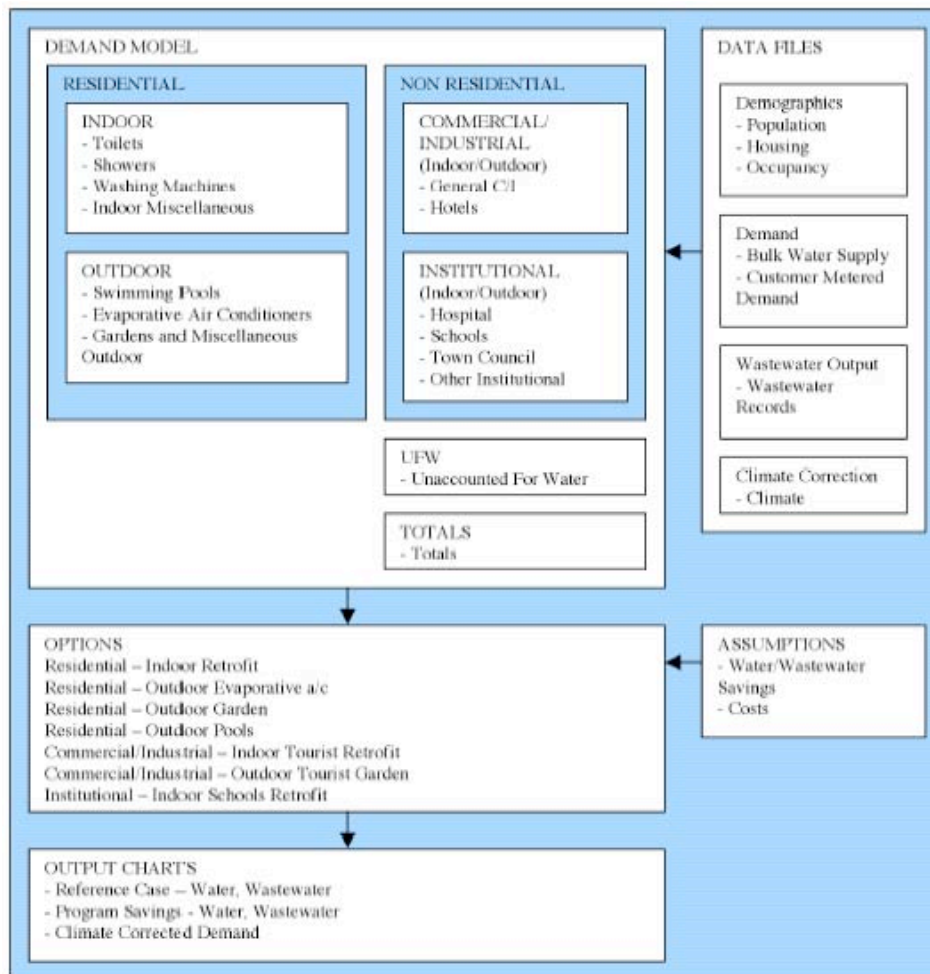 DEMAND MODEL
RESIDENTIAL
INDOOR
- Toilets
- Showers
- Washing Machines
- Indoor Miscellaneous
OUTDOOR
- Swimming Pools
- Evaporative Air Conditioners
- Gardens and Miscellaneous
Outdoor
NON RESIDENTIAL
COMMERCIAL/
INDUSTRIAL
(Indoor/Outdoor)
- General C/I
- Hotels
INSTITUTIONAL
(Indoor/Outdoor)
- Hospital
- Schools
- Town Council
- Other Institutional
UFW
- Unaccounted For Water
TOTALS
- Totals
DATA FILES
Demographics
- Population
- Housing
- Occupancy
Demand
- Bulk Water Supply
- Customer Metered
Demand
Wastewater Output
- Wastewater
Records
Climate Correction
- Climate
OPTIONS
Residential – Indoor Retrofit
Residential – Outdoor Evaporative a/c
Residential – Outdoor Garden
Residential – Outdoor Pools
Commercial/Industrial – Indoor Tourist Retrofit
Commercial/Industrial – Outdoor Tourist Garden
Institutional – Indoor Schools Retrofit
ASSUMPTIONS
- Water/Wastewater
Savings
- Costs
OUTPUT CHARTS
- Reference Case – Water, Wastewater
- Program Savings - Water, Wastewater
- Climate Corrected Demand